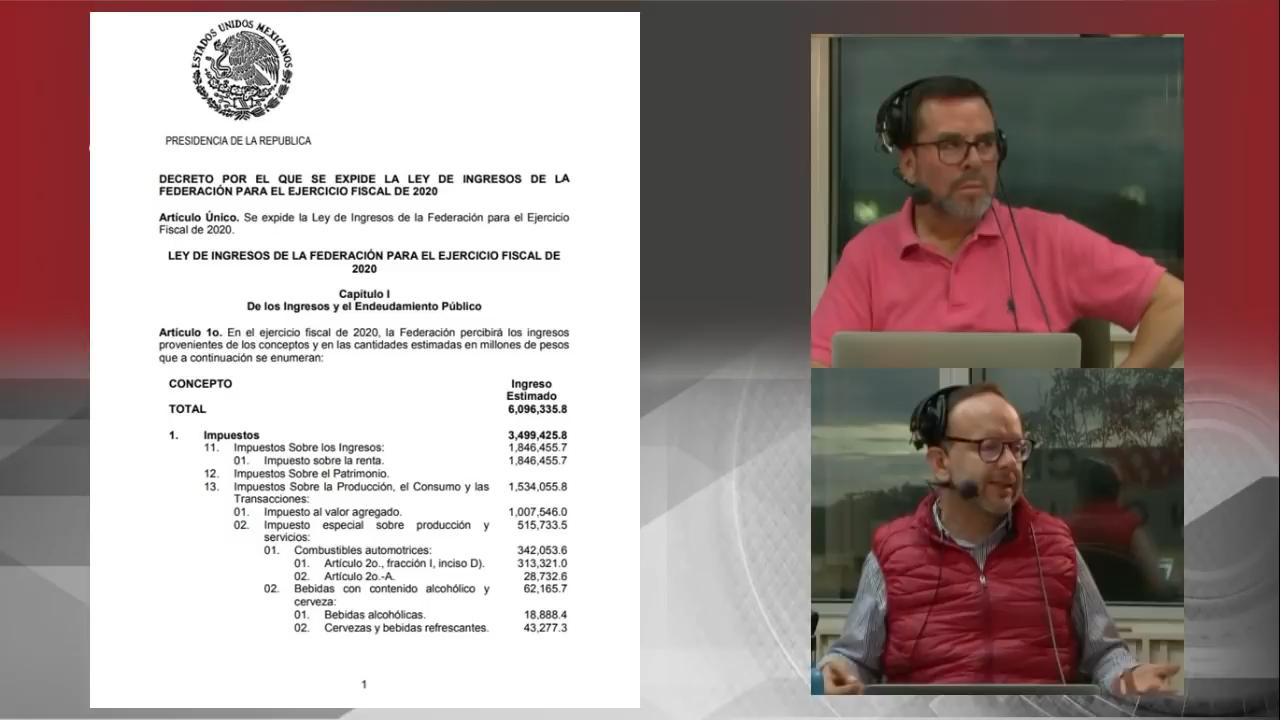 ESTADOS UNIDOS MEXICANOS
PRESIDENCIA DE LA REPUBLICA
DECRETO POR EL QUE SE EXPIDE LA LEY DE INGRESOS DE LA
FEDERACIÓN PARA EL EJERCICIO FISCAL DE 2020
Artículo Único. Se expide la Ley de Ingresos de la Federación para el Ejercicio
Fiscal de 2020.
LEY DE INGRESOS DE LA FEDERACIÓN PARA EL EJERCICIO FISCAL DE
2020
Capítulo I
De los Ingresos y el Endeudamiento Público
Artículo 1o. En el ejercicio fiscal de 2020, la Federación percibirá los ingresos
provenientes de los conceptos y en las cantidades estimadas en millones de pesos
que a continuación se enumeran:
CONCEPTO Ingreso
Estimado
TOTAL 6,096,335.8
1. Impuestos 3,499,425.8
11. Impuestos Sobre los Ingresos: 1,846,455.7
01. Impuesto sobre la renta. 1,846,455.7
12. Impuestos Sobre el Patrimonio.
13. Impuestos Sobre la Producción, el Consumo y las 1,534,055.8
Transacciones:
01. Impuesto al valor agregado. 1,007,546.0
02. Impuesto especial sobre producción y 515,733.5
servicios:
01. Combustibles automotrices: 342,053.6
01. Artículo 2o., fracción I, inciso D). 313,321.0
02. Artículo 2o.-A. 28,732.6
02. Bebidas con contenido alcohólico y 62,165.7
cerveza:
01. Bebidas alcohólicas. 18,888.4
02. Cervezas y bebidas refrescantes. 43,277.3
1